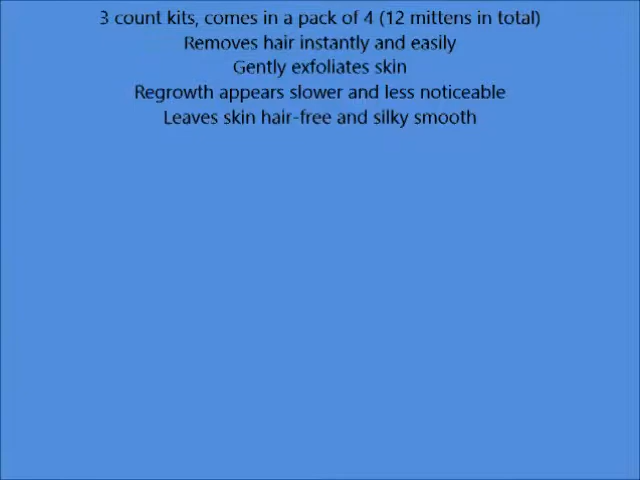 3 count kits, comes in a pack of 4 (12 mittens in total)
Removes hair instantly and easily
Gently exfoliates skin
Regrowth appears slower and less noticeable
Leaves skin hair-free and silky smooth